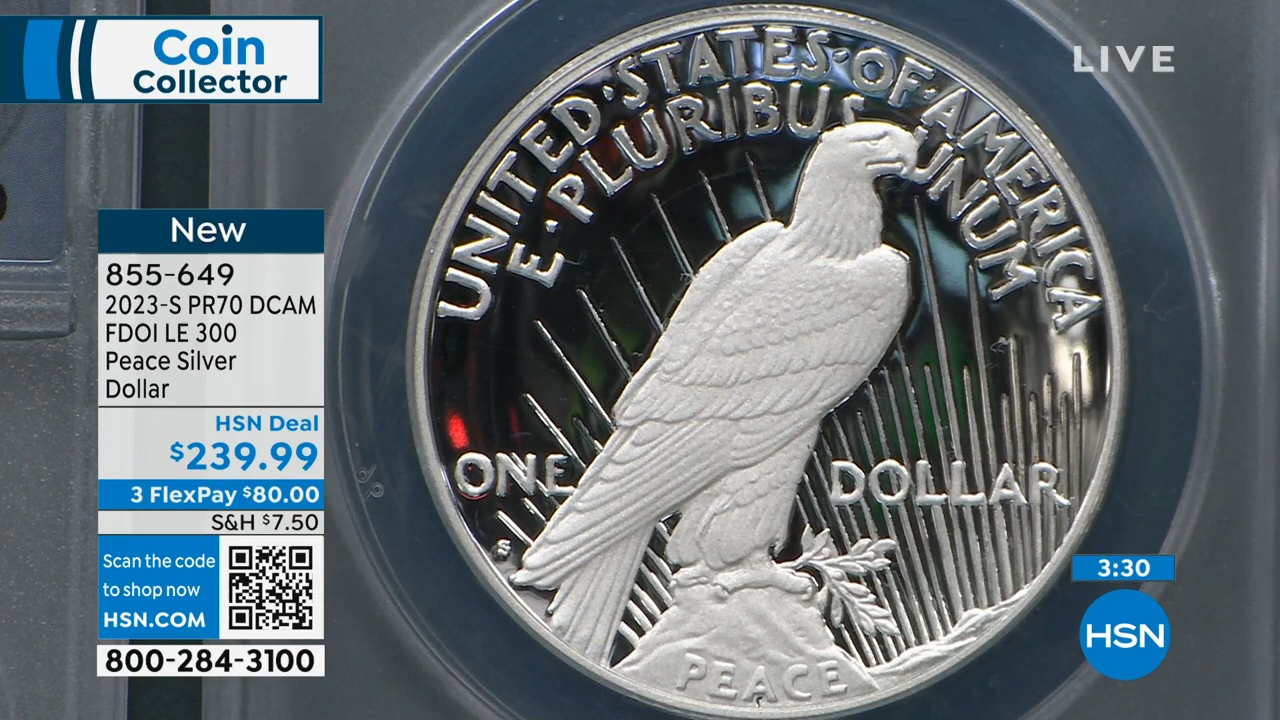 Coin
Collector
LIVE
New
855-649
2023-S PR70 DCAM
FDOI LE 300
Peace Silver
Dollar
HSN Deal
$239.99
3 FlexPay $80.00
S&H $7.50
Scan the code
to shop now
HSN.COM
800-284-3100
UNITED·STATES·OF·AMERICA
E·PLURIBUS UNUM
ONE DOLLAR
S
PEACE
3:30
HSN